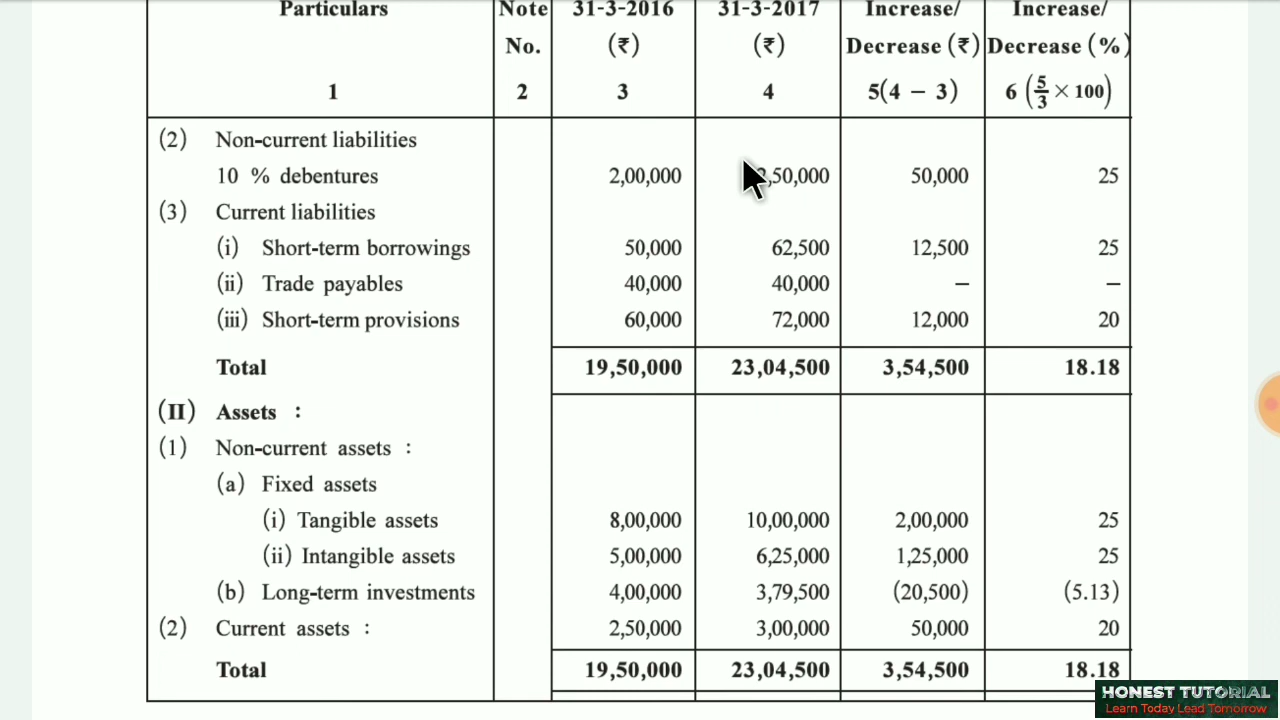 Particulars Note 31-3-2016 31-3-2017 Increase/ Increase/
No. (₹) (₹) Decrease (₹) Decrease (%)
1 2 3 4 5(4 – 3) 6 (5/3 × 100)
(2) Non-current liabilities
10 % debentures 2,00,000 2,50,000 50,000 25
(3) Current liabilities
(i) Short-term borrowings 50,000 62,500 12,500 25
(ii) Trade payables 40,000 40,000 – –
(iii) Short-term provisions 60,000 72,000 12,000 20
Total 19,50,000 23,04,500 3,54,500 18.18
(II) Assets :
(1) Non-current assets :
(a) Fixed assets
(i) Tangible assets 8,00,000 10,00,000 2,00,000 25
(ii) Intangible assets 5,00,000 6,25,000 1,25,000 25
(b) Long-term investments 4,00,000 3,79,500 (20,500) (5.13)
(2) Current assets : 2,50,000 3,00,000 50,000 20
Total 19,50,000 23,04,500 3,54,500 18.18
HONEST TUTORIAL
Learn Today Lead Tomorrow